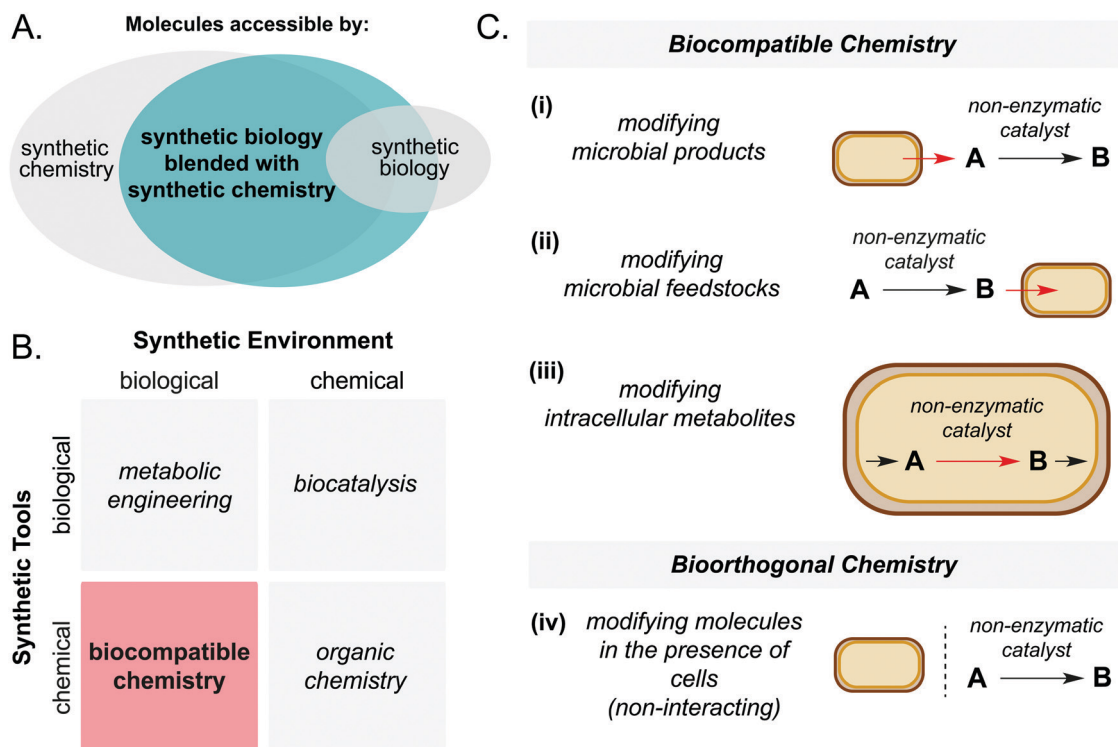 A.
Molecules accessible by:
synthetic
chemistry
synthetic biology
blended with
synthetic chemistry
synthetic
biology
B.
Synthetic Environment
biological
chemical
Synthetic Tools
biological
metabolic
engineering
biocatalysis
chemical
biocompatible
chemistry
organic
chemistry
C.
Biocompatible Chemistry
(i)
modifying
microbial products
non-enzymatic
catalyst
A
B
(ii)
modifying
microbial feedstocks
non-enzymatic
catalyst
A
B
(iii)
modifying
intracellular metabolites
non-enzymatic
catalyst
A
B
Bioorthogonal Chemistry
(iv)
modifying molecules
in the presence of
cells
(non-interacting)
non-enzymatic
catalyst
A
B